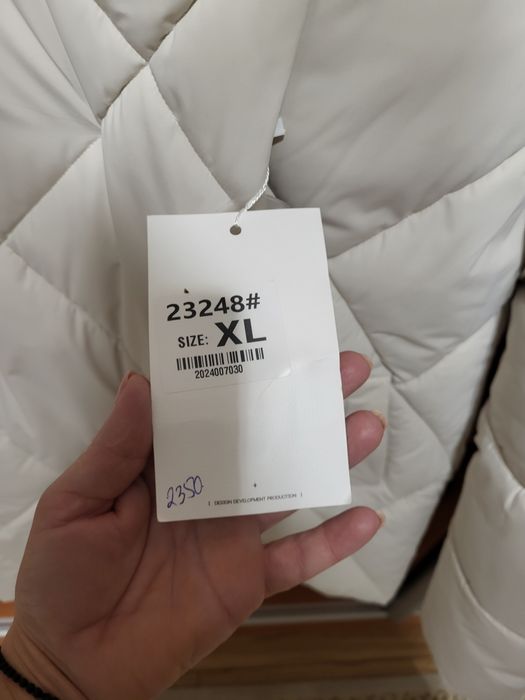 23248#
SIZE: XL
2024007030
2350
[ DESIGN DEVELOPMENT PRODUCTION ]